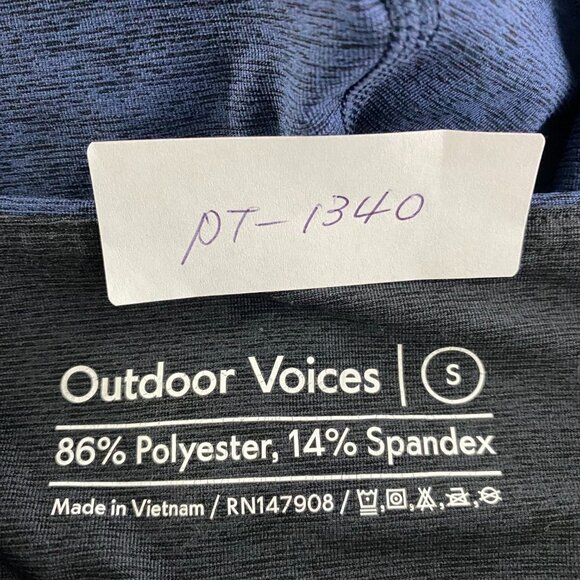 PT-1340
Outdoor Voices | S
86% Polyester, 14% Spandex
Made in Vietnam / RN147908 /